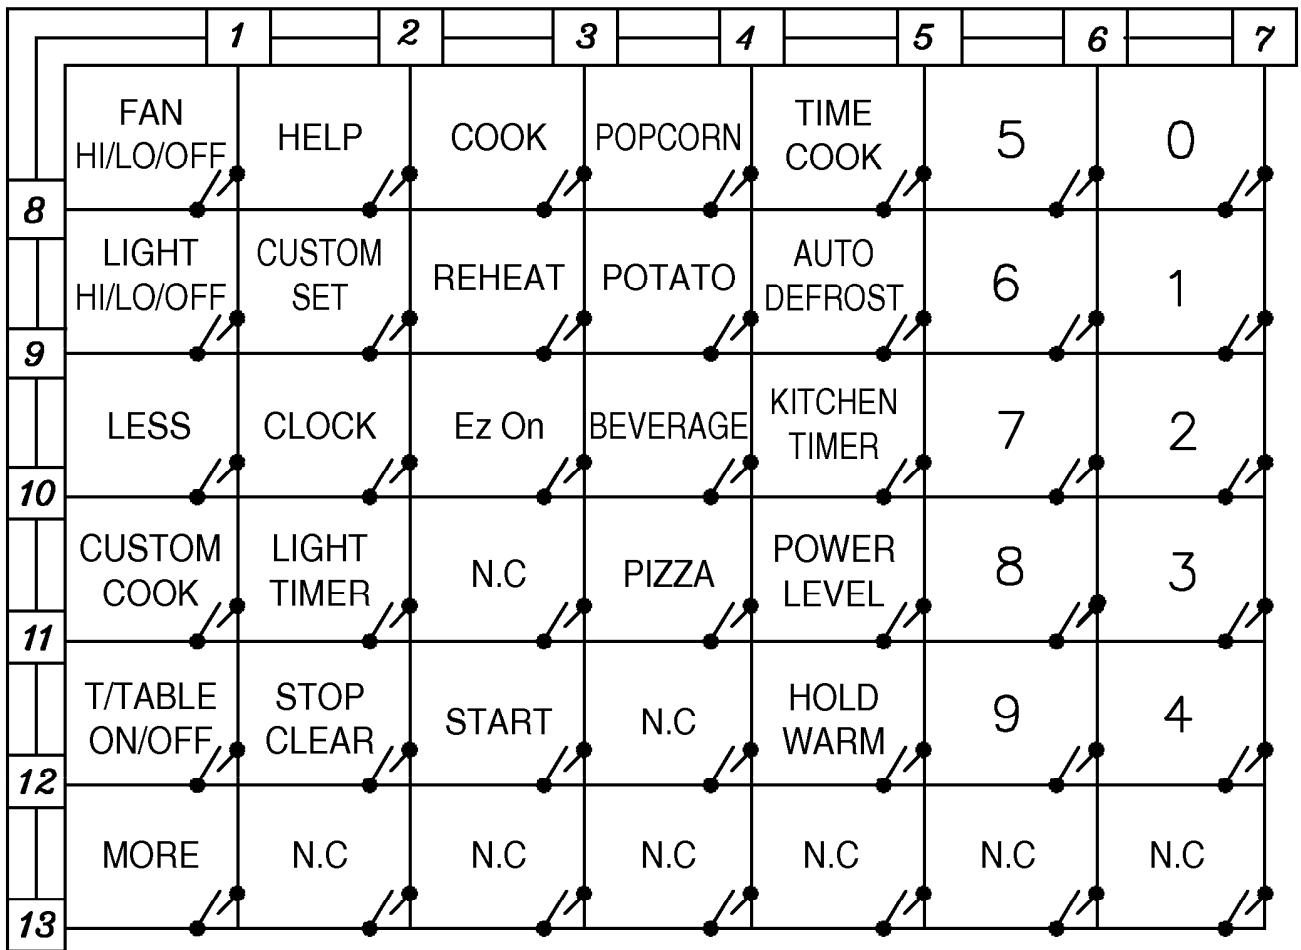 1 2 3 4 5 6 7
FAN
HI/LO/OFF
HELP
COOK
POPCORN
TIME
COOK
5
0
8
LIGHT
HI/LO/OFF
CUSTOM
SET
REHEAT
POTATO
AUTO
DEFROST
6
1
9
LESS
CLOCK
Ez On
BEVERAGE
KITCHEN
TIMER
7
2
10
CUSTOM
COOK
LIGHT
TIMER
N.C
PIZZA
POWER
LEVEL
8
3
11
T/TABLE
ON/OFF
STOP
CLEAR
START
N.C
HOLD
WARM
9
4
12
MORE
N.C
N.C
N.C
N.C
N.C
N.C
13